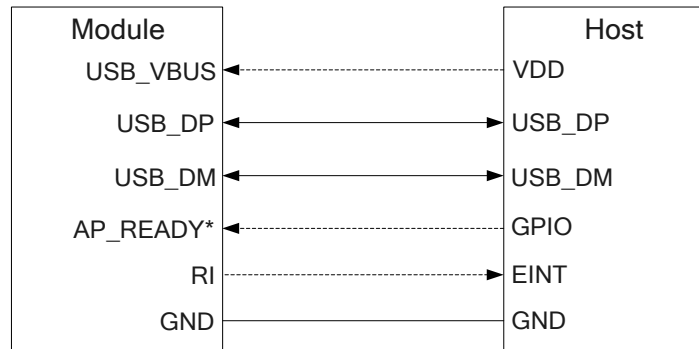 Module Host
USB_VBUS VDD
USB_DP USB_DP
USB_DM USB_DM
AP_READY* GPIO
RI EINT
GND GND